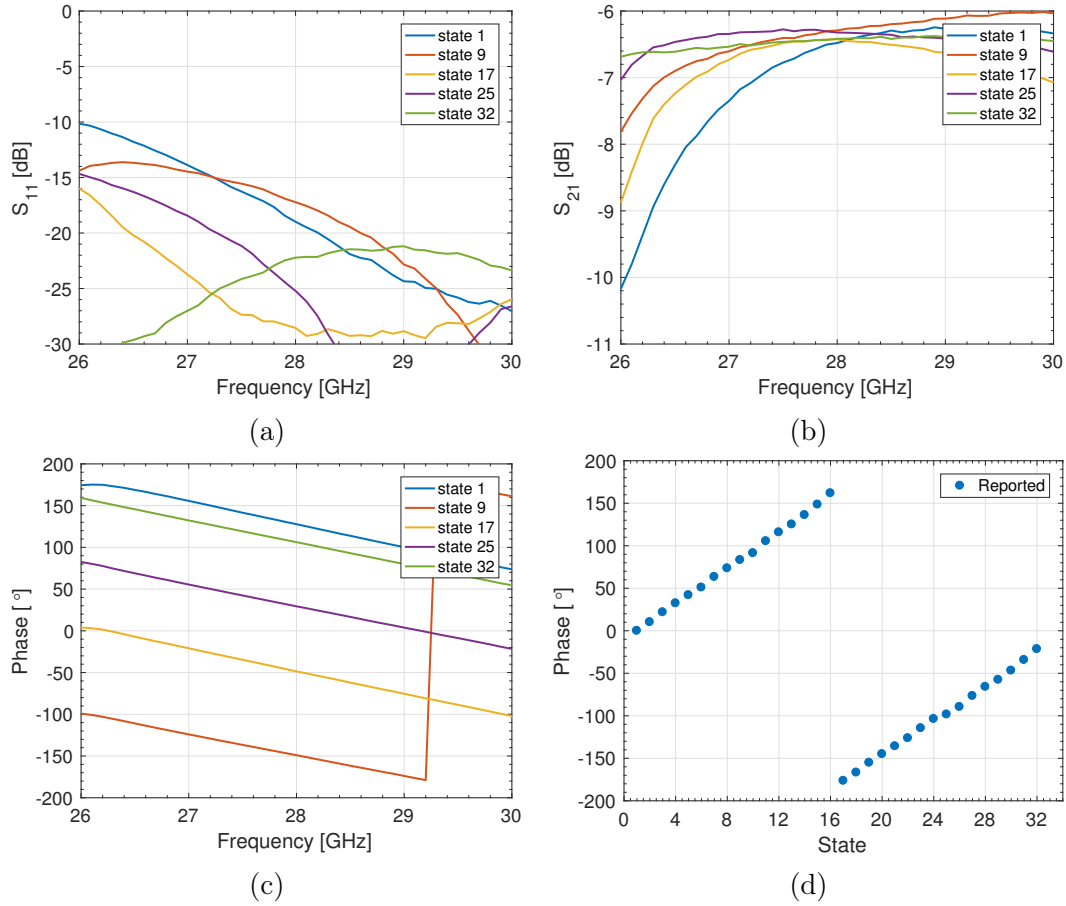 0
-5
-10
-15
-20
-25
-30
S11 [dB]
26 27 28 29 30
Frequency [GHz]
state 1
state 9
state 17
state 25
state 32
(a)
-6
-7
-8
-9
-10
-11
S21 [dB]
26 27 28 29 30
Frequency [GHz]
state 1
state 9
state 17
state 25
state 32
(b)
200
150
100
50
0
-50
-100
-150
-200
Phase [ °]
26 27 28 29 30
Frequency [GHz]
state 1
state 9
state 17
state 25
state 32
(c)
200
150
100
50
0
-50
-100
-150
-200
Phase [ °]
0 4 8 12 16 20 24 28 32
State
Reported
(d)